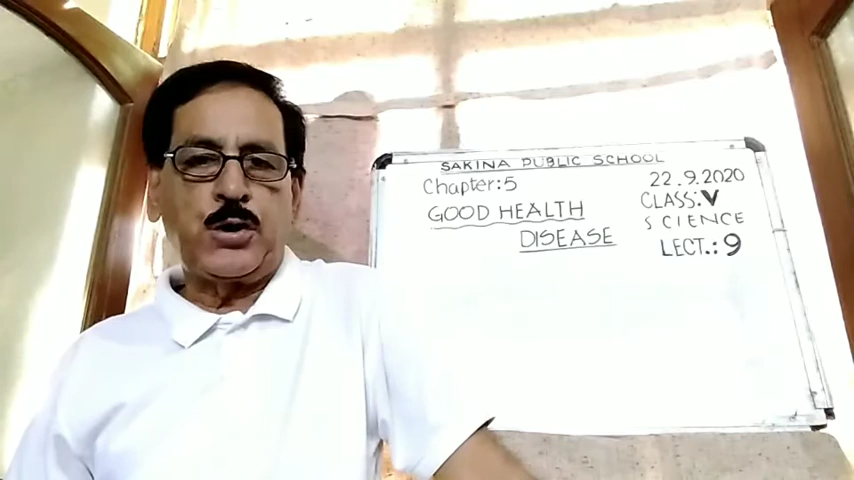 SAKINA PUBLIC SCHOOL
Chapter:5 22.9.2020
CLASS:V
GOOD HEALTH SCIENCE
DISEASE LECT.: 9